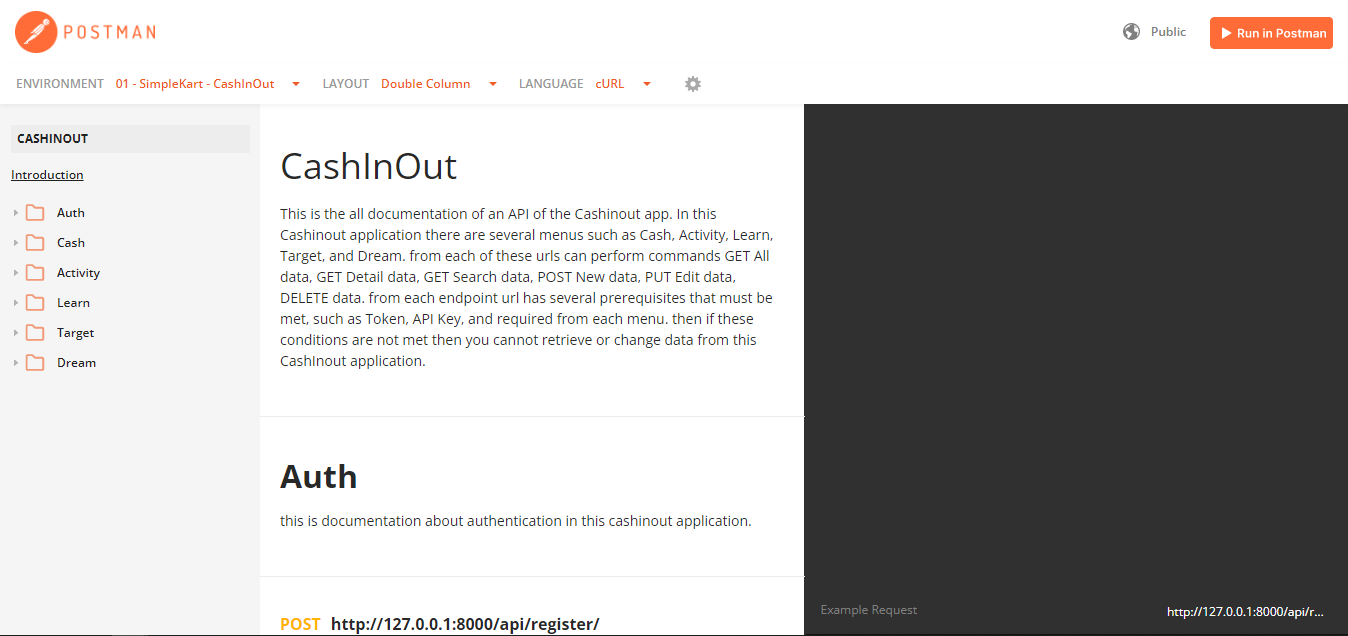 POSTMAN
Public
Run in Postman
ENVIRONMENT 01 - SimpleKart - CashInOut LAYOUT Double Column LANGUAGE cURL
CASHINOUT
Introduction
Auth
Cash
Activity
Learn
Target
Dream
CashInOut
This is the all documentation of an API of the Cashinout app. In this
Cashinout application there are several menus such as Cash, Activity, Learn,
Target, and Dream. from each of these urls can perform commands GET All
data, GET Detail data, GET Search data, POST New data, PUT Edit data,
DELETE data. from each endpoint url has several prerequisites that must be
met, such as Token, API Key, and required from each menu. then if these
conditions are not met then you cannot retrieve or change data from this
CashInout application.
Auth
this is documentation about authentication in this cashinout application.
POST http://127.0.0.1:8000/api/register/
Example Request
http://127.0.0.1:8000/api/r...